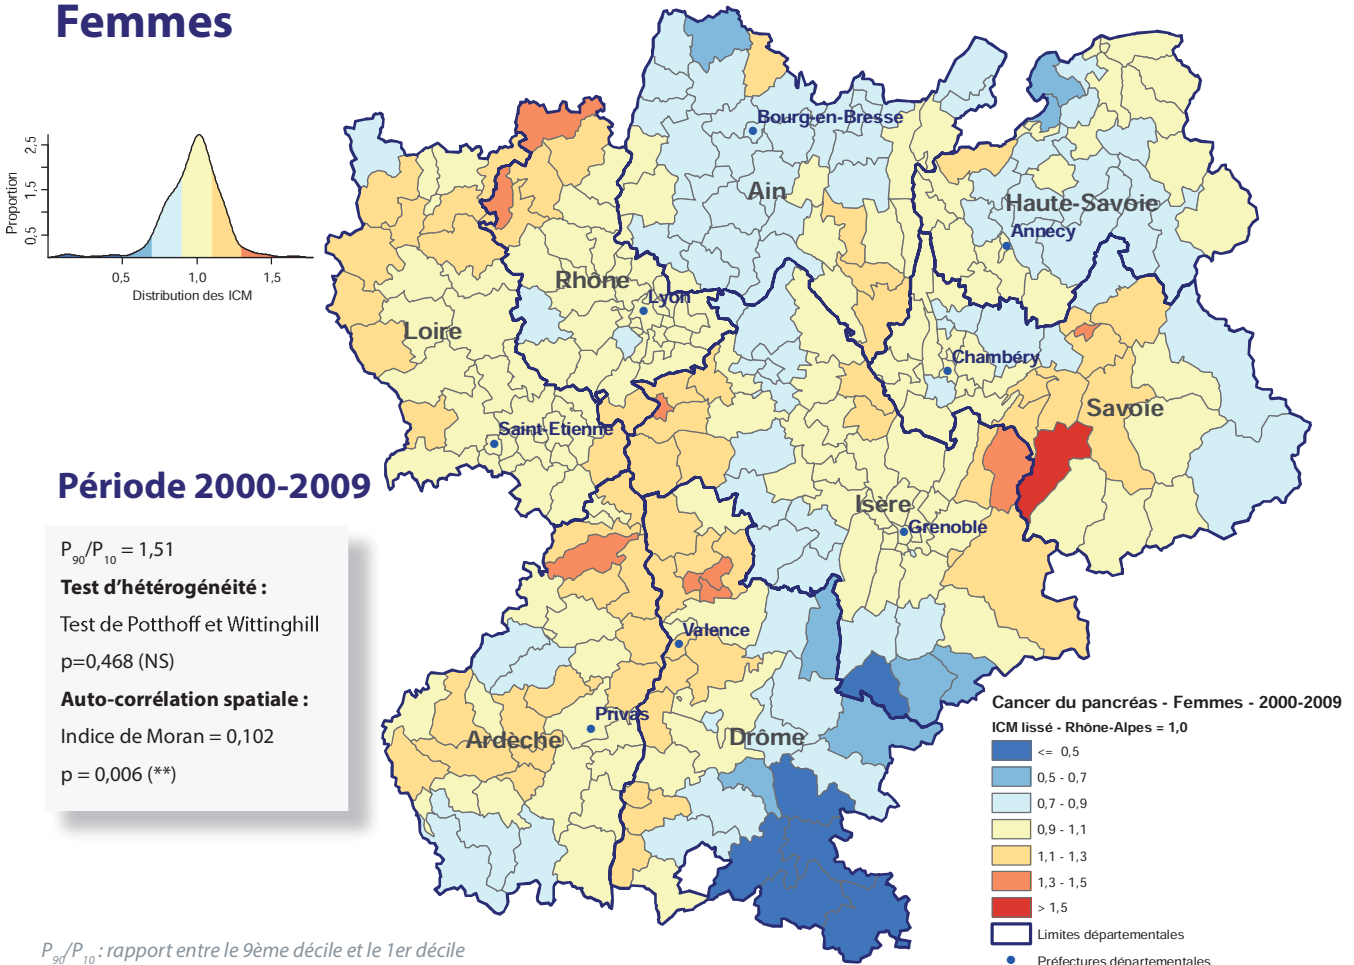 Femmes
Proportion
2,5
1,5
0,5
0,5 1,0 1,5
Distribution des ICM
Bourg-en-Bresse
Ain
Haute-Savoie
Annecy
Rhône
Lyon
Loire
Chambéry
Savoie
Saint-Etienne
Isère
Grenoble
Valence
Privas
Ardèche
Drôme
Période 2000-2009
P90/P10 = 1,51
Test d’hétérogénéité :
Test de Potthoff et Wittinghill
p=0,468 (NS)
Auto-corrélation spatiale :
Indice de Moran = 0,102
p = 0,006 (**)
Cancer du pancréas - Femmes - 2000-2009
ICM lissé - Rhône-Alpes = 1,0
<= 0,5
0,5 - 0,7
0,7 - 0,9
0,9 - 1,1
1,1 - 1,3
1,3 - 1,5
> 1,5
Limites départementales
Préfectures départementales
P90/P10 : rapport entre le 9ème décile et le 1er décile